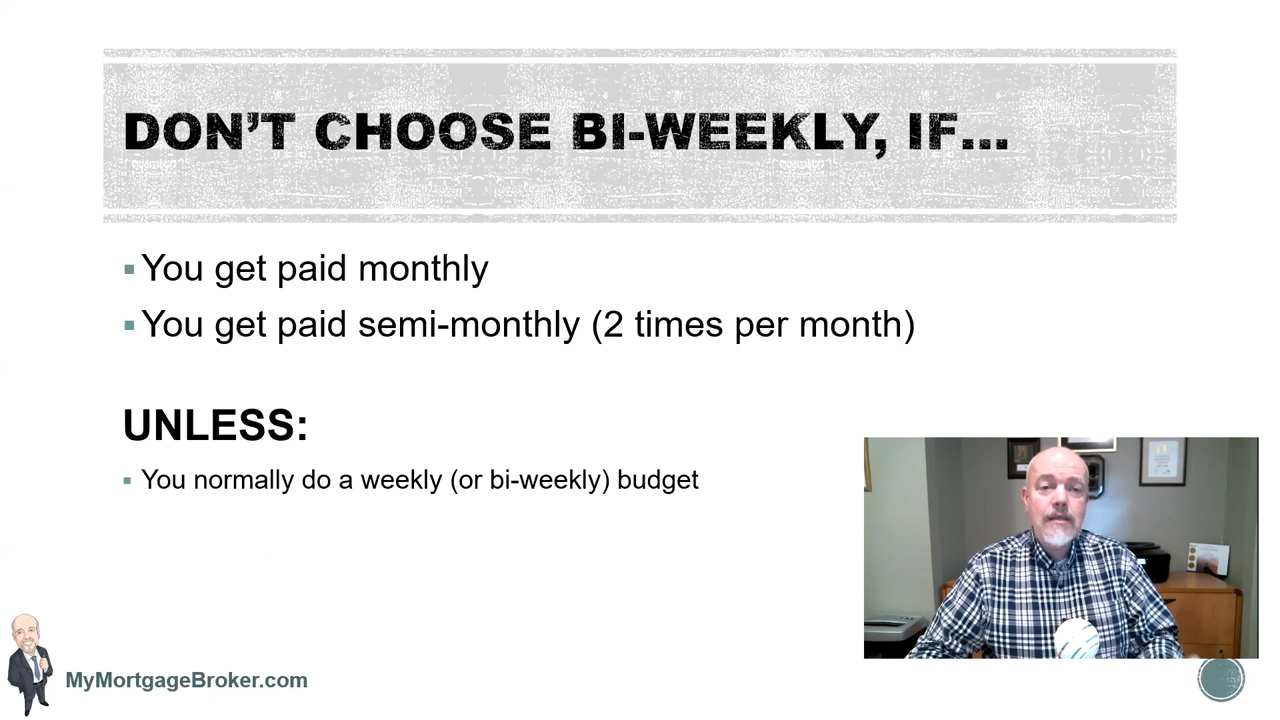 DON'T CHOOSE BI-WEEKLY, IF...
You get paid monthly
You get paid semi-monthly (2 times per month)
UNLESS:
You normally do a weekly (or bi-weekly) budget
MyMortgageBroker.com